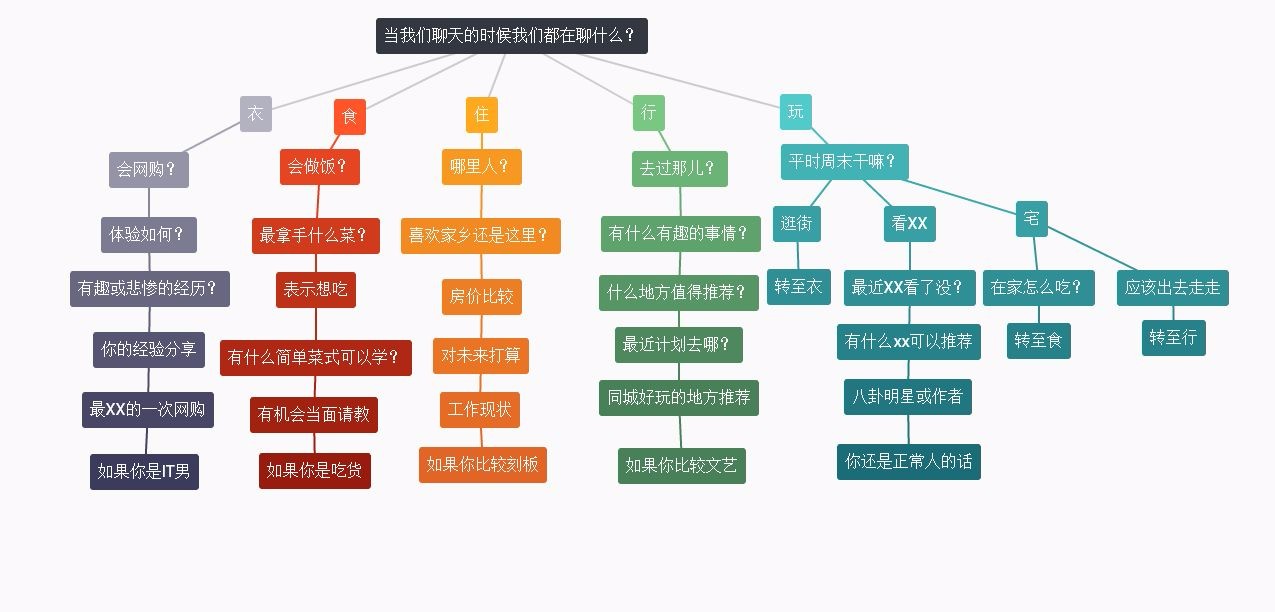 当我们聊天的时候我们都在聊什么？
衣
会网购？
体验如何？
有趣或悲惨的经历？
你的经验分享
最XX的一次网购
如果你是IT男
食
会做饭？
最拿手什么菜？
表示想吃
有什么简单菜式可以学？
有机会当面请教
如果你是吃货
住
哪里人？
喜欢家乡还是这里？
房价比较
对未来打算
工作现状
如果你比较刻板
行
去过那儿？
有什么有趣的事情？
什么地方值得推荐？
最近计划去哪？
同城好玩的地方推荐
如果你比较文艺
玩
平时周末干嘛？
逛街
转至衣
看XX
最近XX看了没？
有什么xx可以推荐
八卦明星或作者
你还是正常人的话
宅
在家怎么吃？
转至食
应该出去走走
转至行